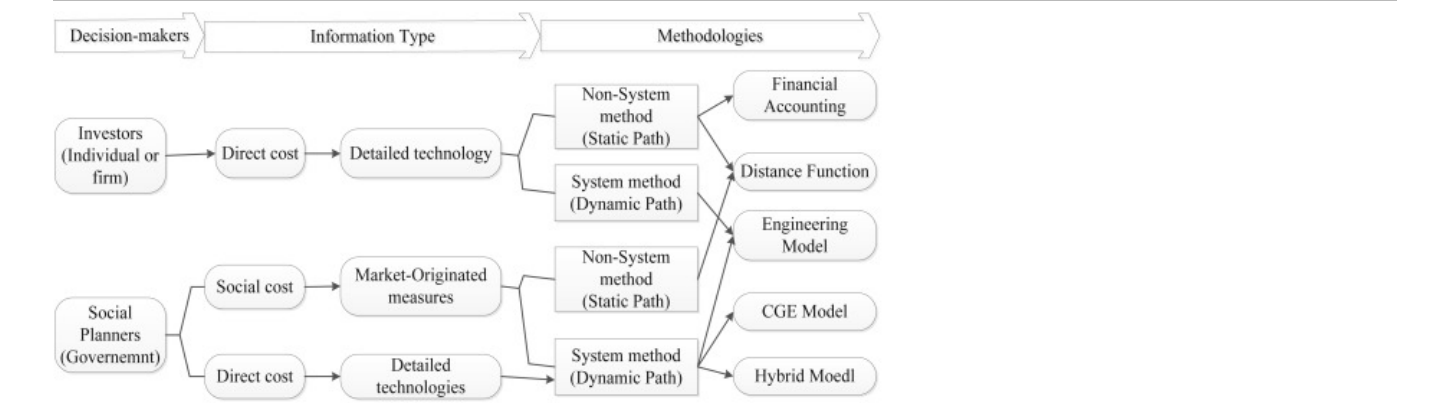 Decision-makers
Information Type
Methodologies
Investors
(Individual or
firm)
Direct cost
Detailed technology
Non-System
method
(Static Path)
System method
(Dynamic Path)
Financial
Accounting
Distance Function
Engineering
Model
Social
Planners
(Governemnt)
Social cost
Market-Originated
measures
Non-System
method
(Static Path)
Direct cost
Detailed
technologies
System method
(Dynamic Path)
CGE Model
Hybrid Moedl